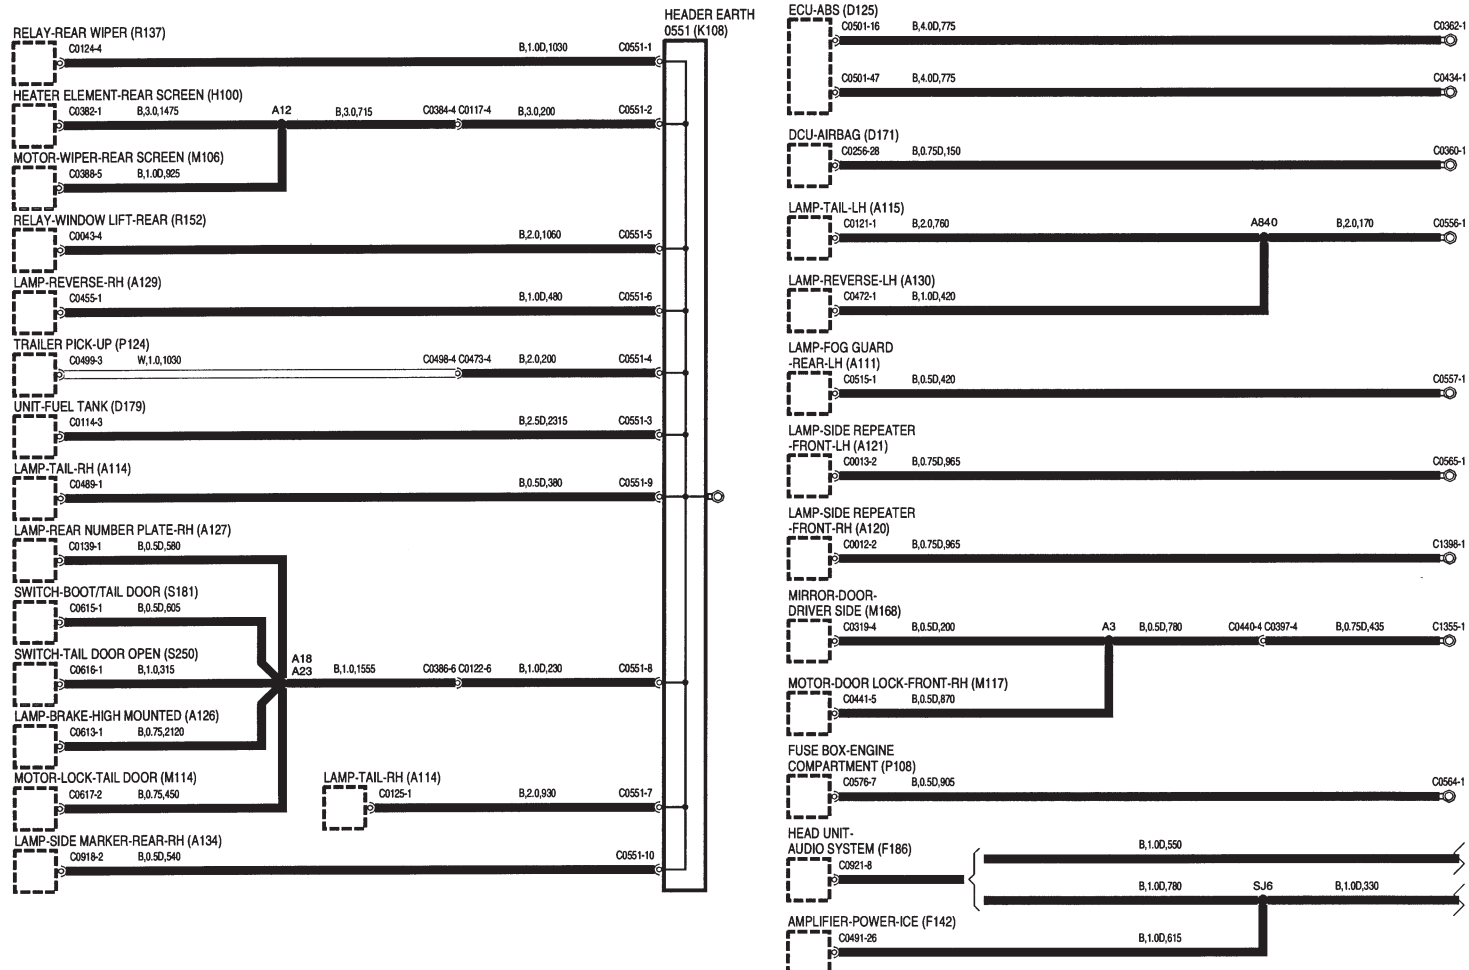 HEADER EARTH
0551 (K108)
RELAY-REAR WIPER (R137)
C0124-4 B,1.0D,1030 C0551-1
HEATER ELEMENT-REAR SCREEN (H100)
C0382-1 B,3.0,1475 A12 B,3.0,715 C0384-4 C0117-4 B,3.0,200 C0551-2
MOTOR-WIPER-REAR SCREEN (M106)
C0388-5 B,1.0D,925
RELAY-WINDOW LIFT-REAR (R152)
C0043-4 B,2.0,1060 C0551-5
LAMP-REVERSE-RH (A129)
C0455-1 B,1.0D,480 C0551-6
TRAILER PICK-UP (P124)
C0499-3 W,1.0,1030 C0498-4 C0473-4 B,2.0,200 C0551-4
UNIT-FUEL TANK (D179)
C0114-3 B,2.5D,2315 C0551-3
LAMP-TAIL-RH (A114)
C0489-1 B,0.5D,380 C0551-9
LAMP-REAR NUMBER PLATE-RH (A127)
C0139-1 B,0.5D,580
SWITCH-BOOT/TAIL DOOR (S181)
C0615-1 B,0.5D,605
SWITCH-TAIL DOOR OPEN (S250)
A18
A23
C0616-1 B,1.0,315 B,1.0,1555 C0386-6 C0122-6 B,1.0D,230 C0551-8
LAMP-BRAKE-HIGH MOUNTED (A126)
C0613-1 B,0.75,2120
MOTOR-LOCK-TAIL DOOR (M114)
C0617-2 B,0.75,450
LAMP-TAIL-RH (A114)
C0125-1 B,2.0,930 C0551-7
LAMP-SIDE MARKER-REAR-RH (A134)
C0918-2 B,0.5D,540 C0551-10
ECU-ABS (D125)
C0501-16 B,4.0D,775 C0362-1
C0501-47 B,4.0D,775 C0434-1
DCU-AIRBAG (D171)
C0256-28 B,0.75D,150 C0360-1
LAMP-TAIL-LH (A115)
C0121-1 B,2.0,760 A840 B,2.0,170 C0556-1
LAMP-REVERSE-LH (A130)
C0472-1 B,1.0D,420
LAMP-FOG GUARD
-REAR-LH (A111)
C0515-1 B,0.5D,420 C0557-1
LAMP-SIDE REPEATER
-FRONT-LH (A121)
C0013-2 B,0.75D,965 C0565-1
LAMP-SIDE REPEATER
-FRONT-RH (A120)
C0012-2 B,0.75D,965 C1398-1
MIRROR-DOOR-
DRIVER SIDE (M168)
C0319-4 B,0.5D,200 A3 B,0.5D,780 C0440-4 C0397-4 B,0.75D,435 C1355-1
MOTOR-DOOR LOCK-FRONT-RH (M117)
C0441-5 B,0.5D,870
FUSE BOX-ENGINE
COMPARTMENT (P108)
C0576-7 B,0.5D,905 C0564-1
HEAD UNIT-
AUDIO SYSTEM (F186)
B,1.0D,550
C0921-8
B,1.0D,780 SJ6 B,1.0D,330
AMPLIFIER-POWER-ICE (F142)
C0491-26 B,1.0D,615